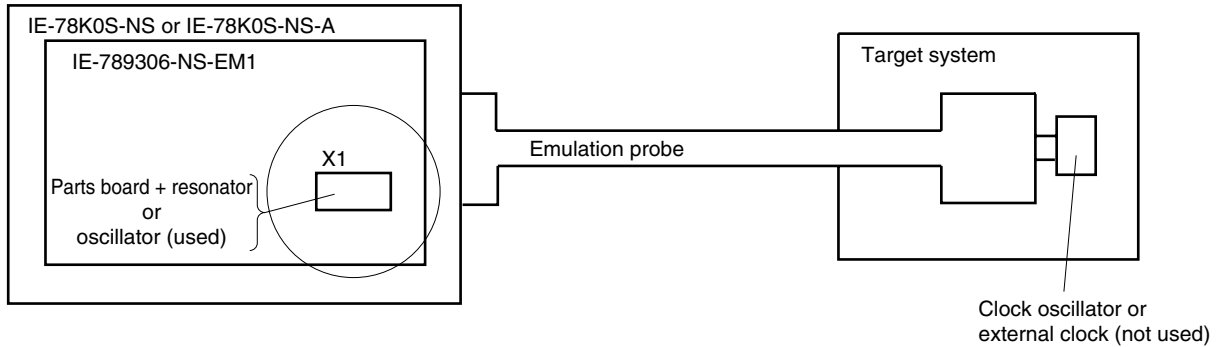 IE-78K0S-NS or IE-78K0S-NS-A
IE-789306-NS-EM1
X1
Parts board + resonator
or
oscillator (used)
Emulation probe
Target system
Clock oscillator or
external clock (not used)